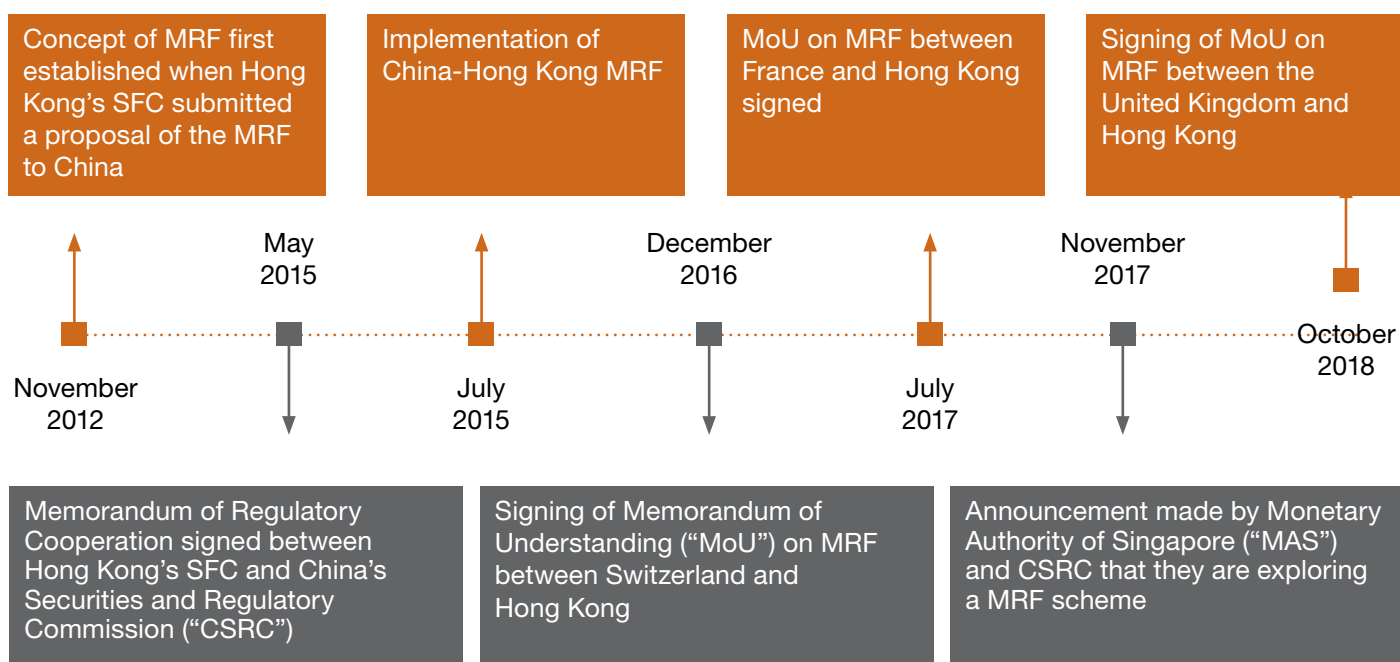 Concept of MRF first
established when Hong
Kong’s SFC submitted
a proposal of the MRF
to China
Implementation of
China-Hong Kong MRF
MoU on MRF between
France and Hong Kong
signed
Signing of MoU on
MRF between the
United Kingdom and
Hong Kong
May
2015
December
2016
November
2017
November
2012
July
2015
July
2017
October
2018
Memorandum of Regulatory
Cooperation signed between
Hong Kong’s SFC and China’s
Securities and Regulatory
Commission (“CSRC”)
Signing of Memorandum of
Understanding (“MoU”) on MRF
between Switzerland and
Hong Kong
Announcement made by Monetary
Authority of Singapore (“MAS”)
and CSRC that they are exploring
a MRF scheme